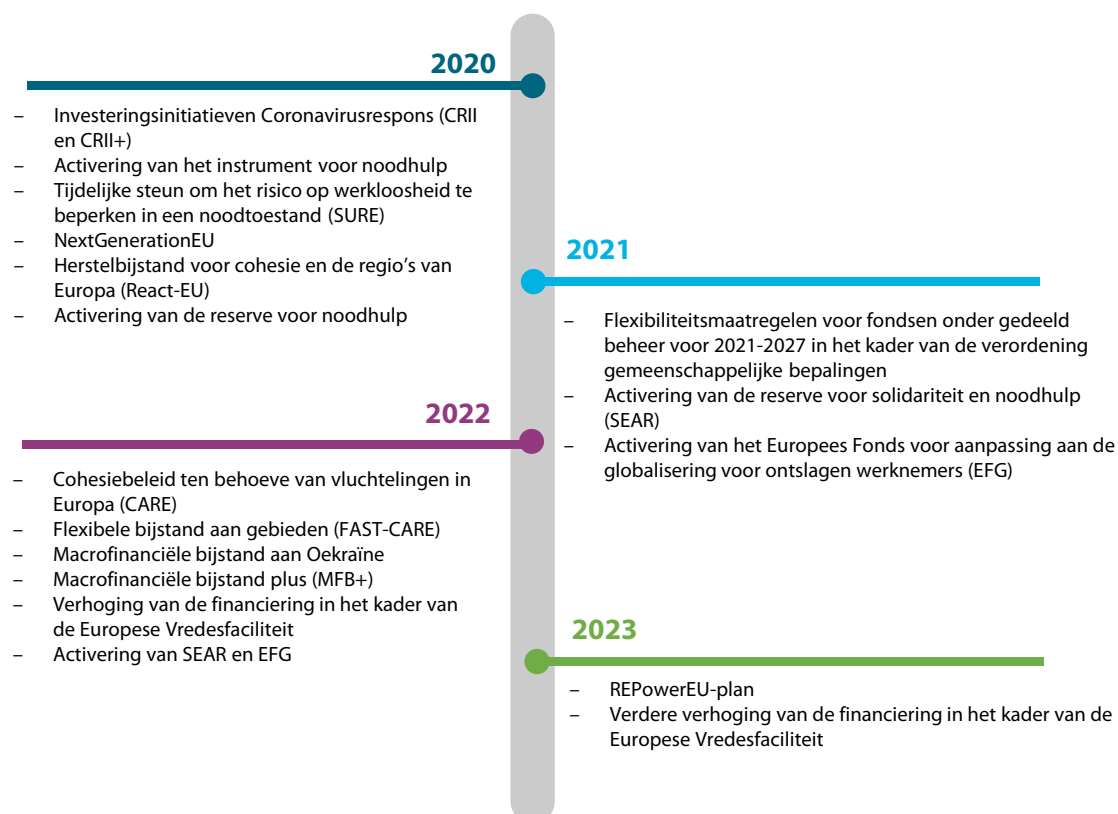 2020
– Investeringsinitiatieven Coronavirusrespons (CRII
en CRII+)
– Activering van het instrument voor noodhulp
– Tijdelijke steun om het risico op werkloosheid te
beperken in een noodtoestand (SURE)
– NextGenerationEU
– Herstelbijstand voor cohesie en de regio's van
Europa (React-EU)
– Activering van de reserve voor noodhulp
2021
– Flexibiliteitsmaatregelen voor fondsen onder gedeeld
beheer voor 2021-2027 in het kader van de verordening
gemeenschappelijke bepalingen
– Activering van de reserve voor solidariteit en noodhulp
(SEAR)
– Activering van het Europees Fonds voor aanpassing aan de
globalisering voor ontslagen werknemers (EFG)
2022
– Cohesiebeleid ten behoeve van vluchtelingen in
Europa (CARE)
– Flexibele bijstand aan gebieden (FAST-CARE)
– Macrofinanciële bijstand aan Oekraïne
– Macrofinanciële bijstand plus (MFB+)
– Verhoging van de financiering in het kader van
de Europese Vredesfaciliteit
– Activering van SEAR en EFG
2023
– REPowerEU-plan
– Verdere verhoging van de financiering in het kader van de
Europese Vredesfaciliteit